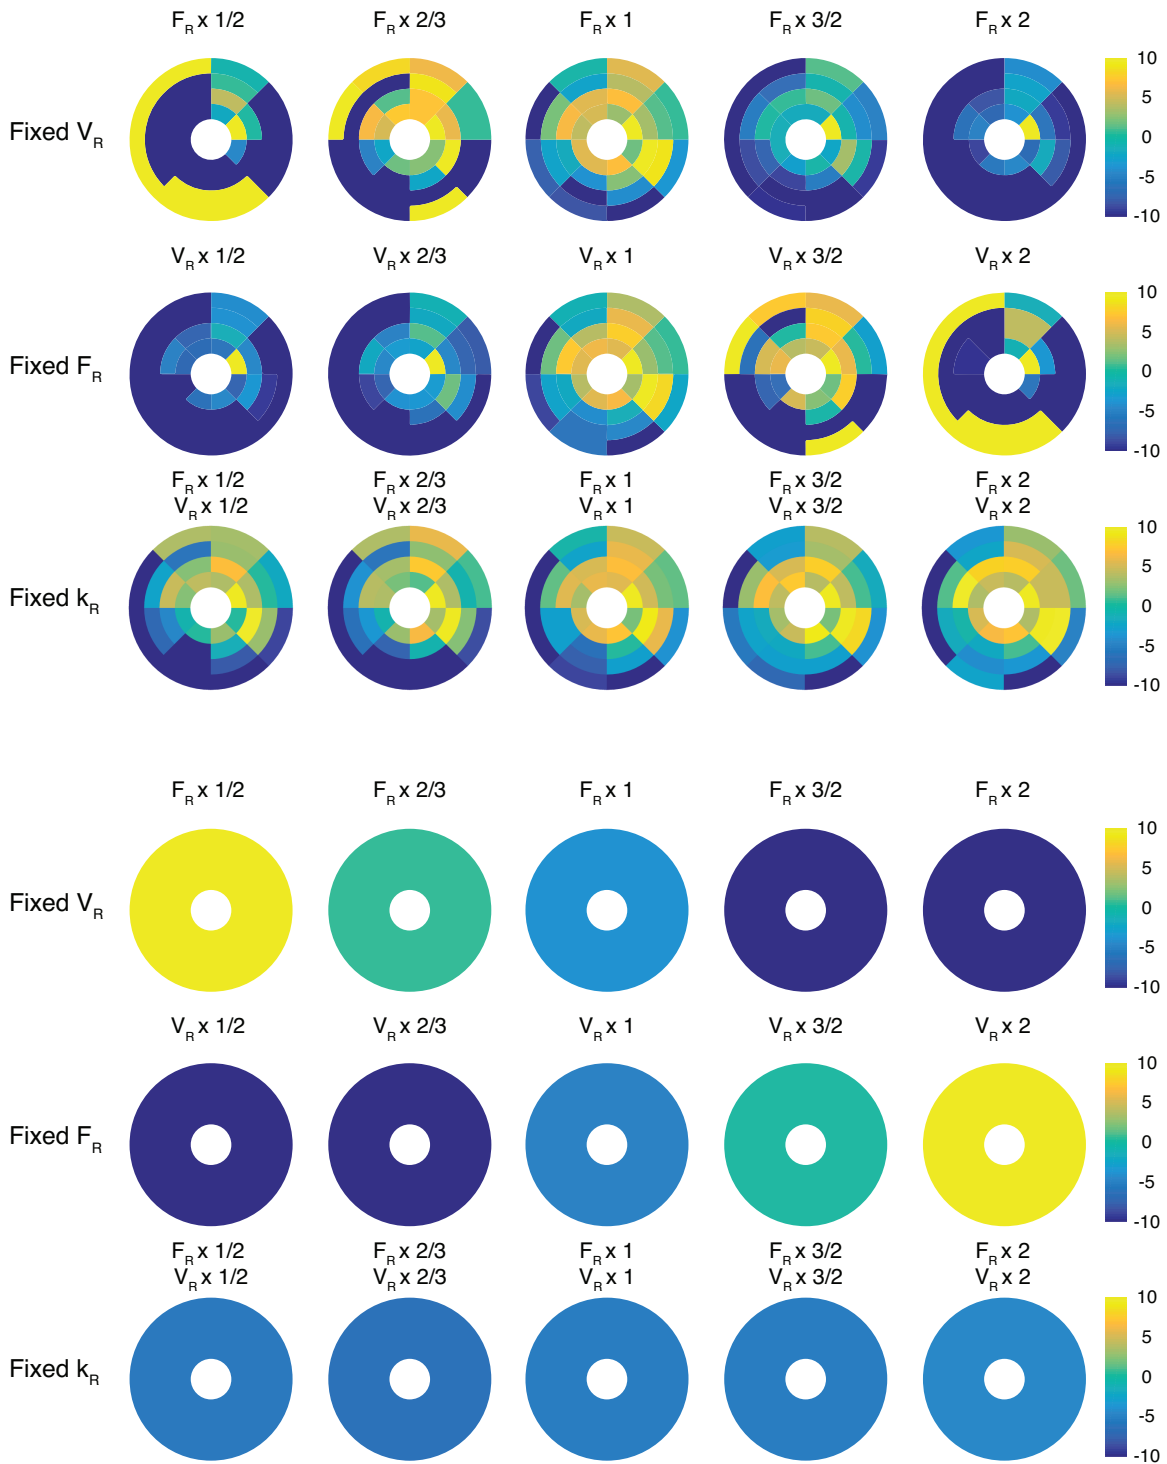 F_R x 1/2 F_R x 2/3 F_R x 1 F_R x 3/2 F_R x 2
Fixed V_R
10
5
0
-5
-10
V_R x 1/2 V_R x 2/3 V_R x 1 V_R x 3/2 V_R x 2
Fixed F_R
10
5
0
-5
-10
F_R x 1/2 F_R x 2/3 F_R x 1 F_R x 3/2 F_R x 2
V_R x 1/2 V_R x 2/3 V_R x 1 V_R x 3/2 V_R x 2
Fixed k_R
10
5
0
-5
-10
F_R x 1/2 F_R x 2/3 F_R x 1 F_R x 3/2 F_R x 2
Fixed V_R
10
5
0
-5
-10
V_R x 1/2 V_R x 2/3 V_R x 1 V_R x 3/2 V_R x 2
Fixed F_R
10
5
0
-5
-10
F_R x 1/2 F_R x 2/3 F_R x 1 F_R x 3/2 F_R x 2
V_R x 1/2 V_R x 2/3 V_R x 1 V_R x 3/2 V_R x 2
Fixed k_R
10
5
0
-5
-10